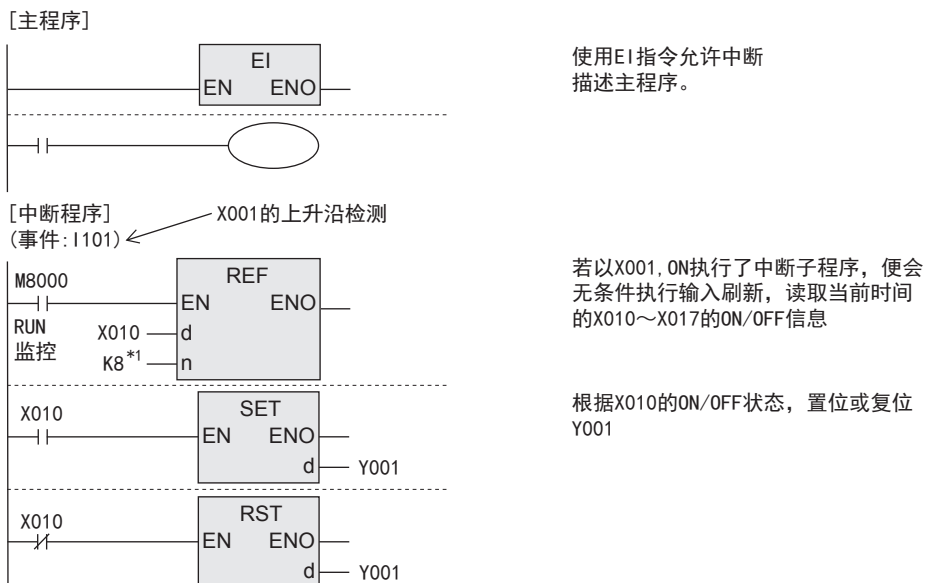 [主程序]
EI
EN ENO
使用EI指令允许中断
描述主程序。
[中断程序]
X001的上升沿检测
(事件:I101)
M8000
REF
EN ENO
RUN
监控
X010 d
K8*1 n
若以X001,ON执行了中断子程序，便会
无条件执行输入刷新，读取当前时间
的X010～X017的ON/OFF信息
X010
SET
EN ENO
d Y001
根据X010的ON/OFF状态，置位或复位
Y001
X010
RST
EN ENO
d Y001